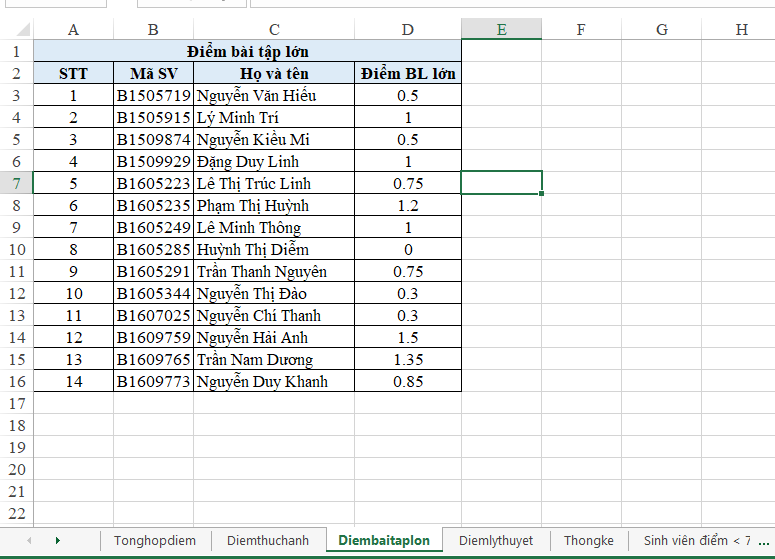 A B C D E F G H
1 Điểm bài tập lớn
2 STT Mã SV Họ và tên Điểm BL lớn
3 1 B1505719 Nguyễn Văn Hiếu 0.5
4 2 B1505915 Lý Minh Trí 1
5 3 B1509874 Nguyễn Kiều Mi 0.5
6 4 B1509929 Đặng Duy Linh 1
7 5 B1605223 Lê Thị Trúc Linh 0.75
8 6 B1605235 Phạm Thị Huỳnh 1.2
9 7 B1605249 Lê Minh Thông 1
10 8 B1605285 Huỳnh Thị Diễm 0
11 9 B1605291 Trần Thanh Nguyên 0.75
12 10 B1605344 Nguyễn Thị Đào 0.3
13 11 B1607025 Nguyễn Chí Thanh 0.3
14 12 B1609759 Nguyễn Hải Anh 1.5
15 13 B1609765 Trần Nam Dương 1.35
16 14 B1609773 Nguyễn Duy Khanh 0.85
17
18
19
20
21
22
Tonghopdiem Diemthuchanh Diembaitaplon Diemlythuyet Thongke Sinh viên điểm < 7 ...